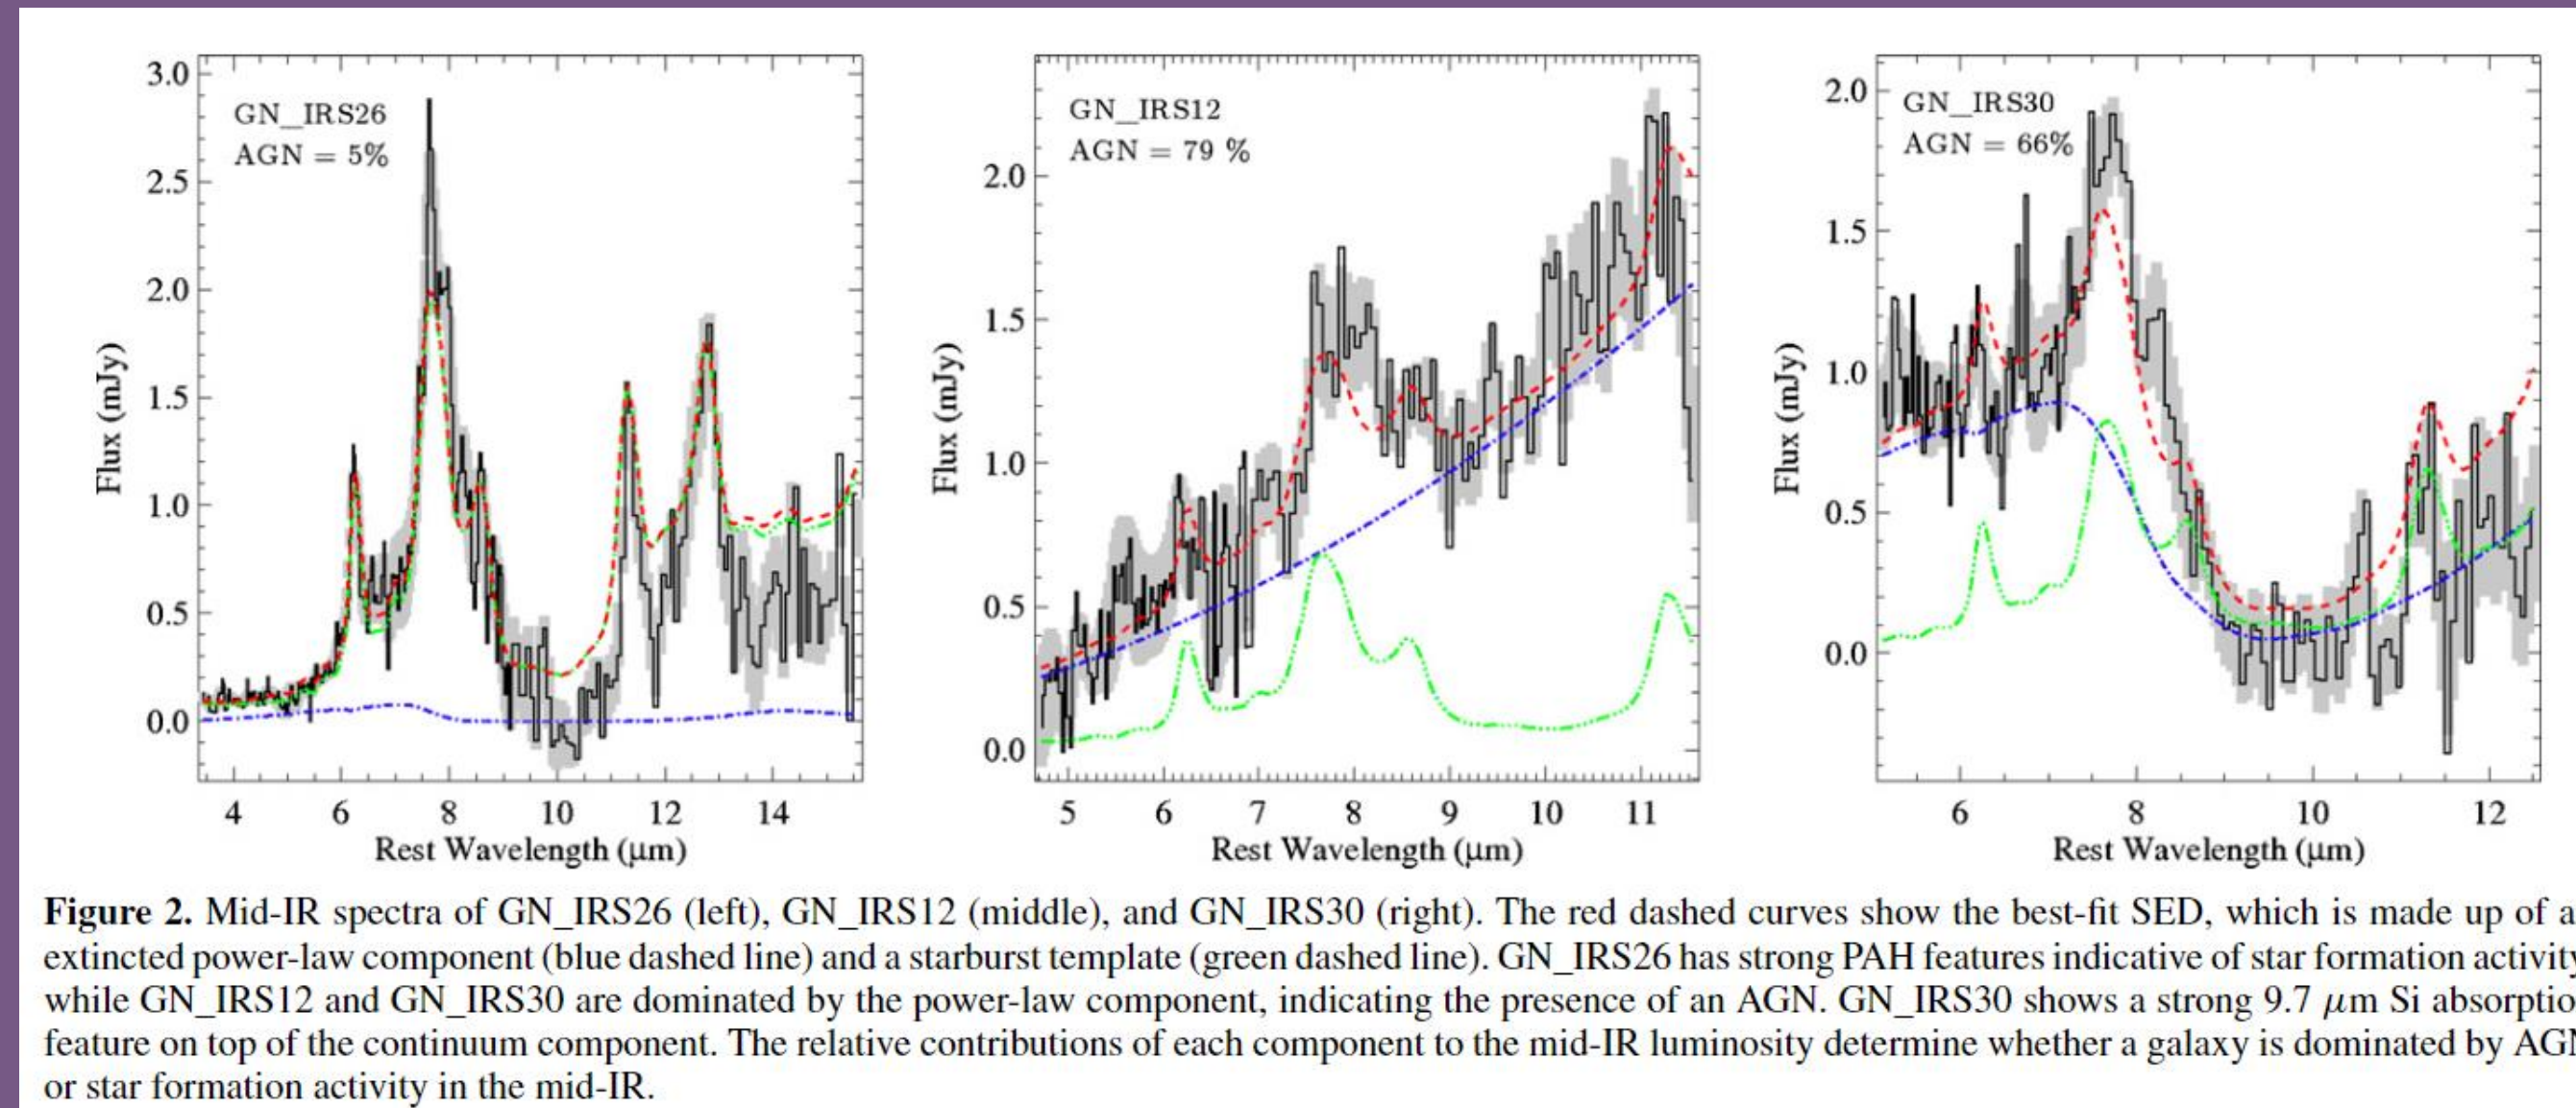 GN_IRS26
AGN = 5%
3.0
2.5
2.0
1.5
1.0
0.5
0.0
Flux (mJy)
4 6 8 10 12 14
Rest Wavelength (μm)
GN_IRS12
AGN = 79 %
2.0
1.5
1.0
0.5
0.0
Flux (mJy)
5 6 7 8 9 10 11
Rest Wavelength (μm)
GN_IRS30
AGN = 66%
2.0
1.5
1.0
0.5
0.0
Flux (mJy)
6 8 10 12
Rest Wavelength (μm)
Figure 2. Mid-IR spectra of GN_IRS26 (left), GN_IRS12 (middle), and GN_IRS30 (right). The red dashed curves show the best-fit SED, which is made up of a
extincted power-law component (blue dashed line) and a starburst template (green dashed line). GN_IRS26 has strong PAH features indicative of star formation activity
while GN_IRS12 and GN_IRS30 are dominated by the power-law component, indicating the presence of an AGN. GN_IRS30 shows a strong 9.7 μm Si absorptio
feature on top of the continuum component. The relative contributions of each component to the mid-IR luminosity determine whether a galaxy is dominated by AGN
or star formation activity in the mid-IR.